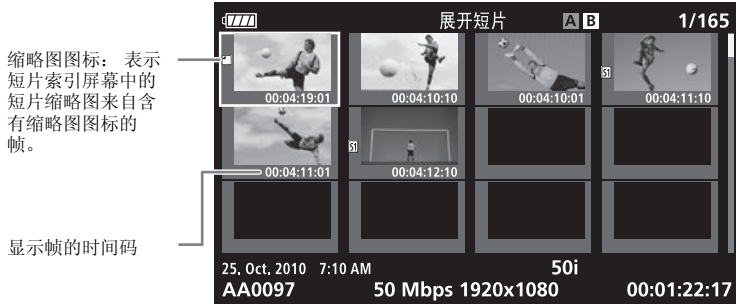 展开短片 A B 1/165
缩略图图标： 表示
短片索引屏幕中的
短片缩略图来自含
有缩略图图标的
帧。
00:04:19:01 00:04:10:10 00:04:10:01 S1 00:04:11:10
00:04:11:01 S1 00:04:12:10
显示帧的时间码
25. Oct. 2010 7:10 AM 50i
AA0097 50 Mbps 1920x1080 00:01:22:17